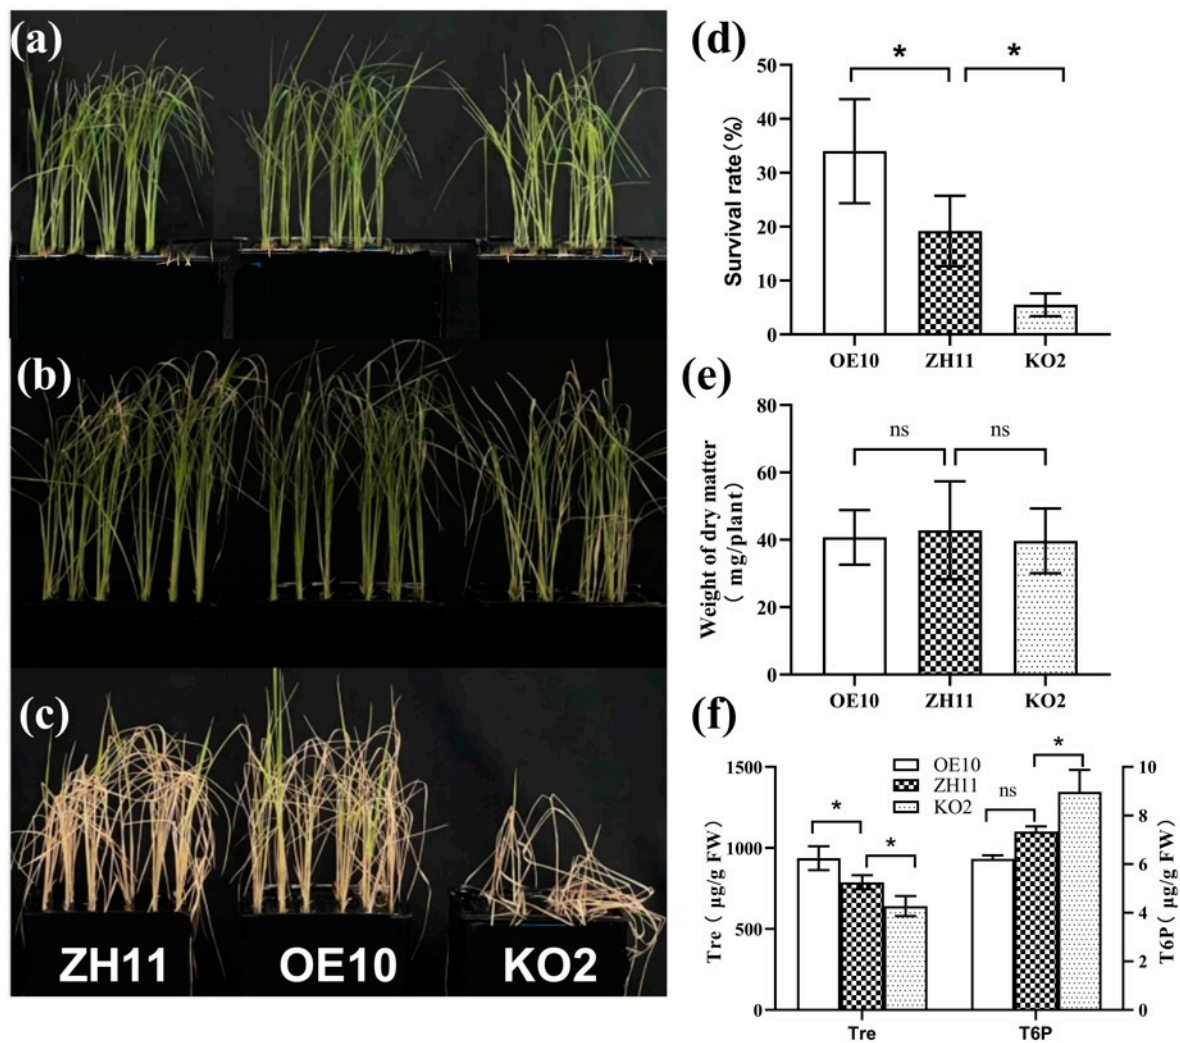 (a)
(b)
(c)
ZH11 OE10 KO2
(d)
* *
Survival rate(%)
50
40
30
20
10
0
OE10 ZH11 KO2
(e)
ns ns
Weight of dry matter
( mg/plant)
80
60
40
20
0
OE10 ZH11 KO2
(f)
OE10
ZH11
KO2
* * ns *
Tre ( μg/g FW)
1500
1000
500
0
T6P( μg/g FW)
10
8
6
4
2
0
Tre T6P